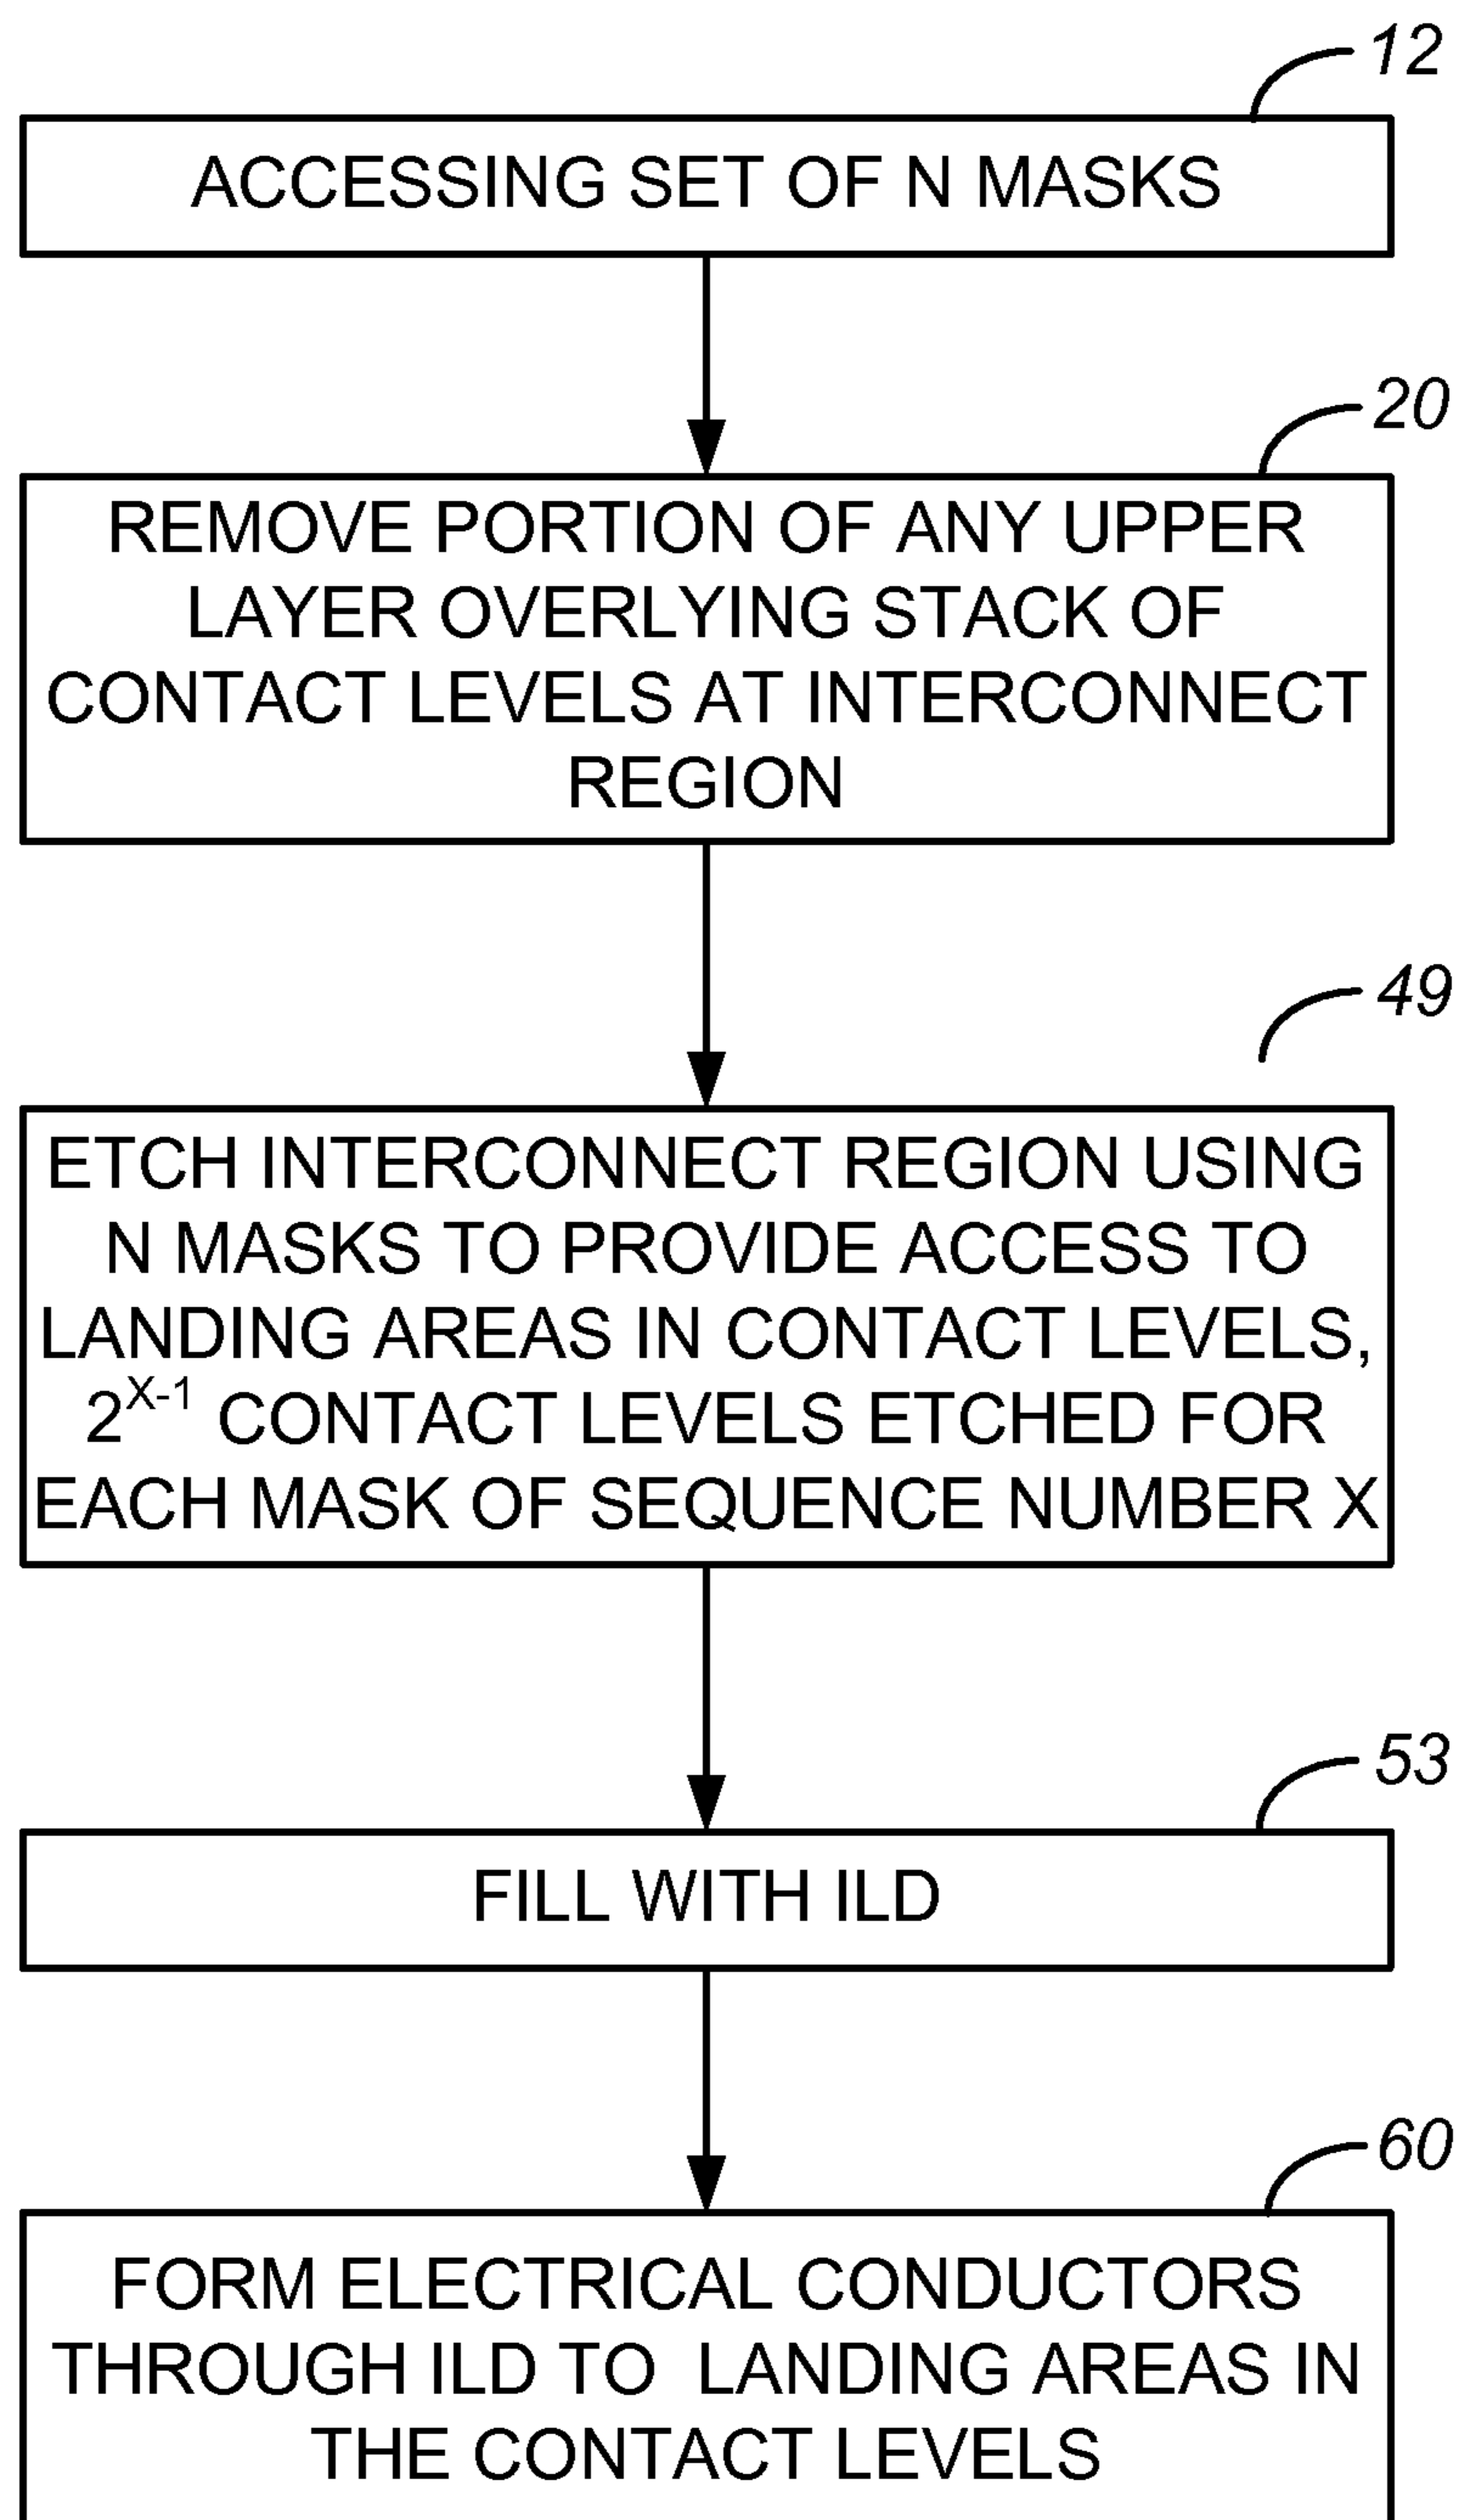 12
ACCESSING SET OF N MASKS
20
REMOVE PORTION OF ANY UPPER
LAYER OVERLYING STACK OF
CONTACT LEVELS AT INTERCONNECT
REGION
49
ETCH INTERCONNECT REGION USING
N MASKS TO PROVIDE ACCESS TO
LANDING AREAS IN CONTACT LEVELS,
2^X-1 CONTACT LEVELS ETCHED FOR
EACH MASK OF SEQUENCE NUMBER X
53
FILL WITH ILD
60
FORM ELECTRICAL CONDUCTORS
THROUGH ILD TO LANDING AREAS IN
THE CONTACT LEVELS